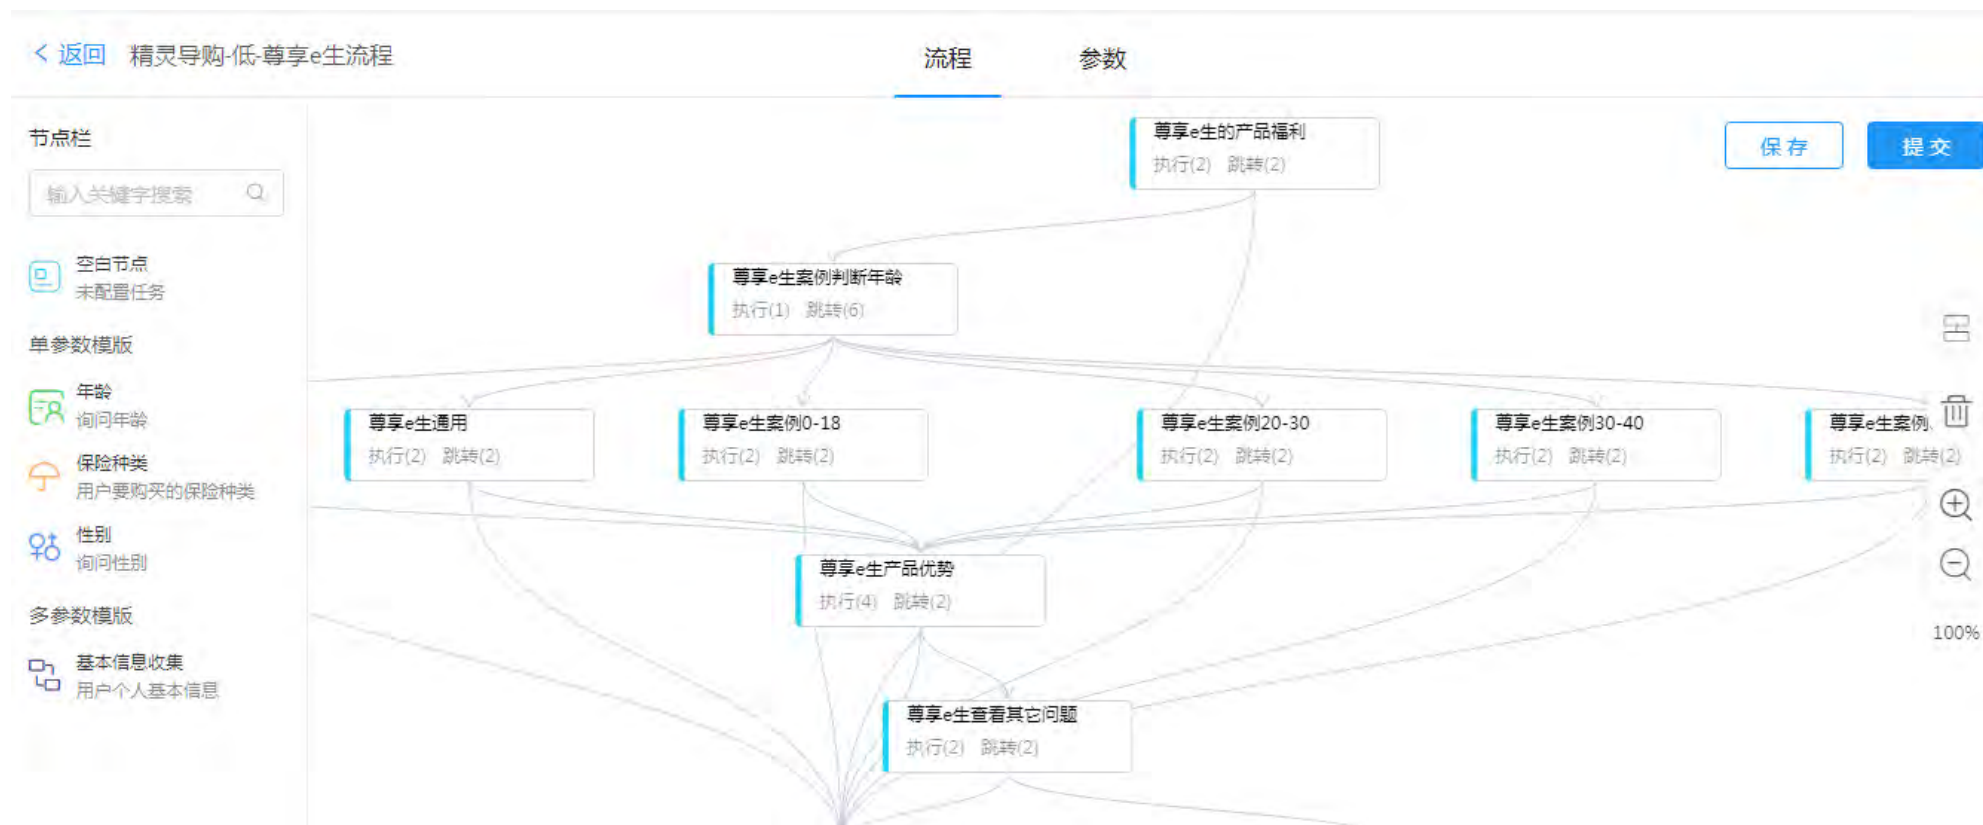 返回 精灵导购-低-尊享e生流程
流程 参数
节点栏
输入关键字搜索
空白节点
未配置任务
单参数模版
年龄
询问年龄
保险种类
用户要购买的保险种类
性别
询问性别
多参数模版
基本信息收集
用户个人基本信息
尊享e生的产品福利
执行(2) 跳转(2)
保存 提交
尊享e生案例判断年龄
执行(1) 跳转(6)
尊享e生通用
执行(2) 跳转(2)
尊享e生案例0-18
执行(2) 跳转(2)
尊享e生案例20-30
执行(2) 跳转(2)
尊享e生案例30-40
执行(2) 跳转(2)
尊享e生案例
执行(2) 跳转(2)
尊享e生产品优势
执行(4) 跳转(2)
100%
尊享e生查看其它问题
执行(2) 跳转(2)